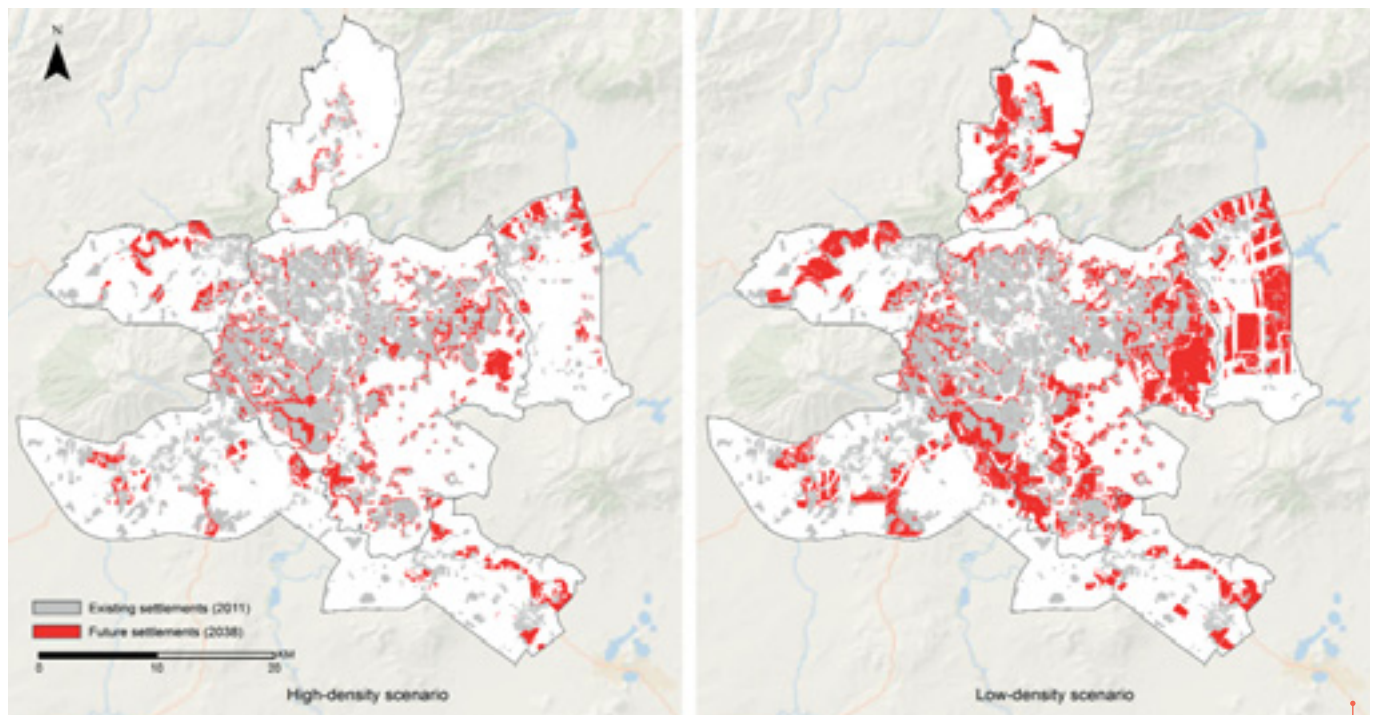 N
Existing settlements (2011)
Future settlements (2038)
KM
0 10 20
High-density scenario
Low-density scenario